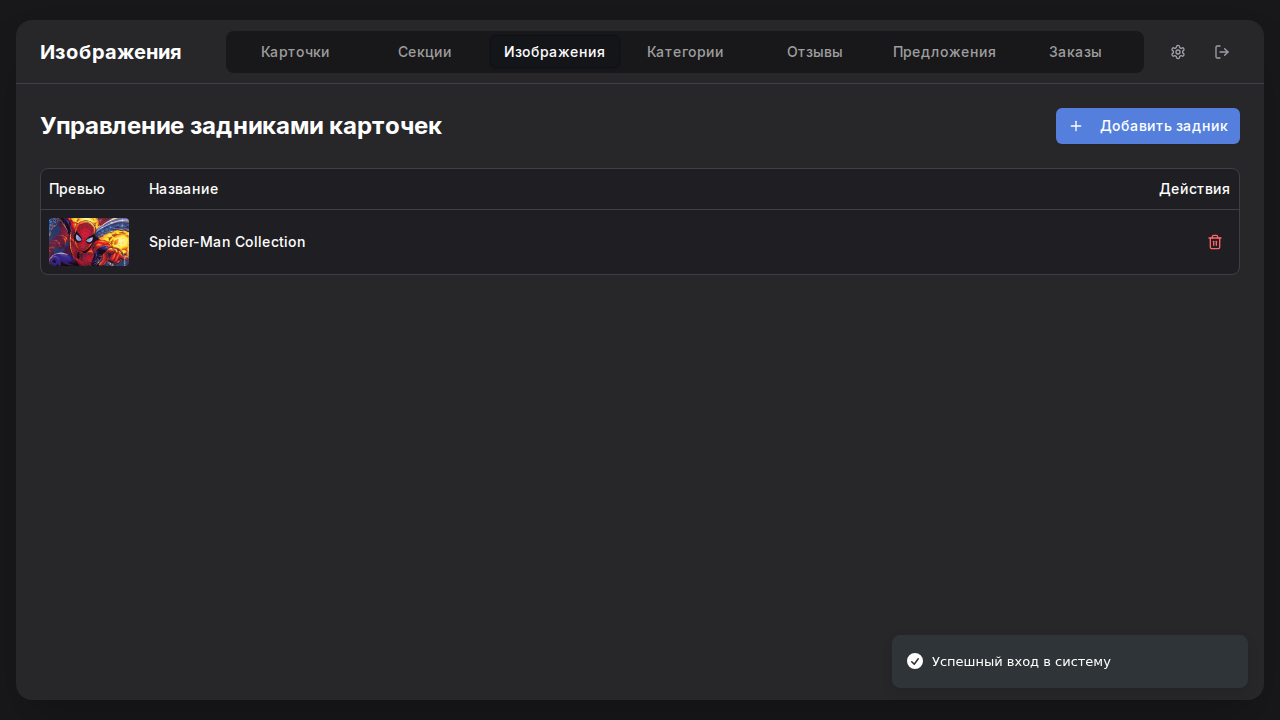 Изображения
Карточки
Секции
Изображения
Категории
Отзывы
Предложения
Заказы
Управление задниками карточек
Добавить задник
Превью
Название
Действия
Spider-Man Collection
Успешный вход в систему